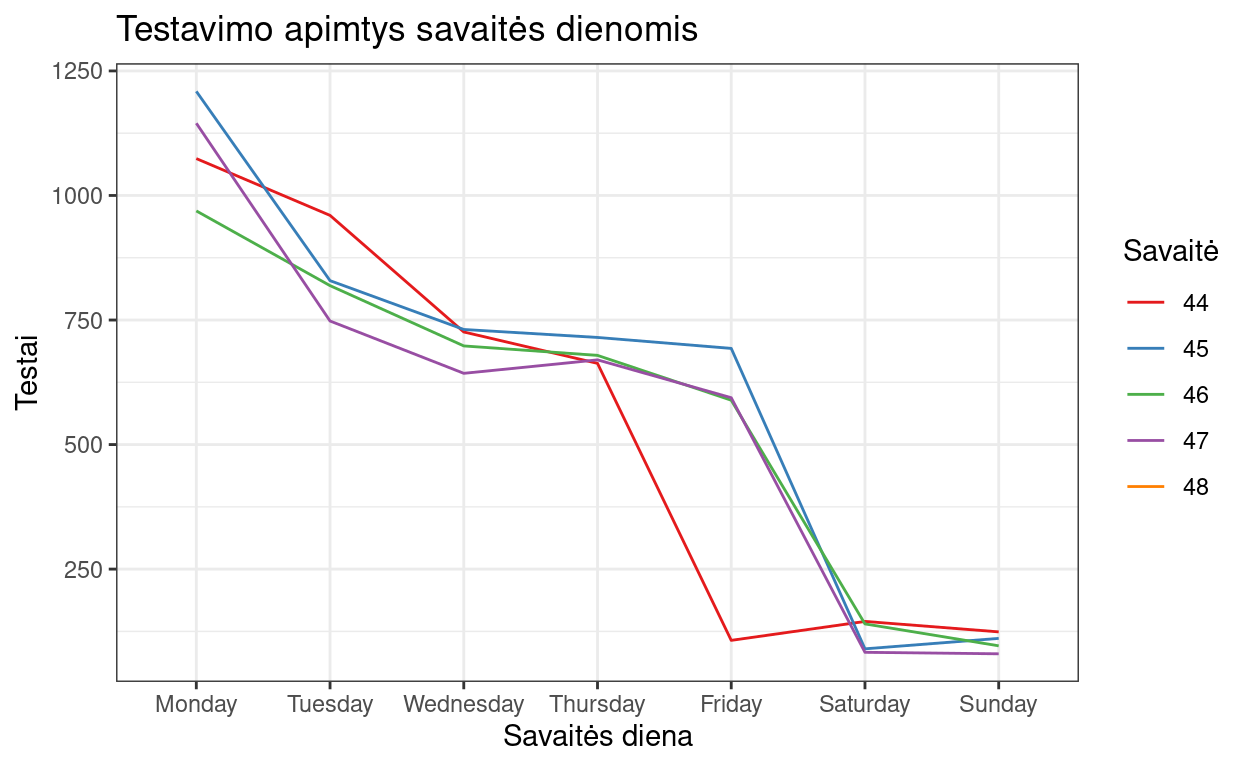 Testavimo apimtys savaitės dienomis
1250
1000
750
500
250
Testai
Monday Tuesday Wednesday Thursday Friday Saturday Sunday
Savaitės diena
Savaitė
44
45
46
47
48